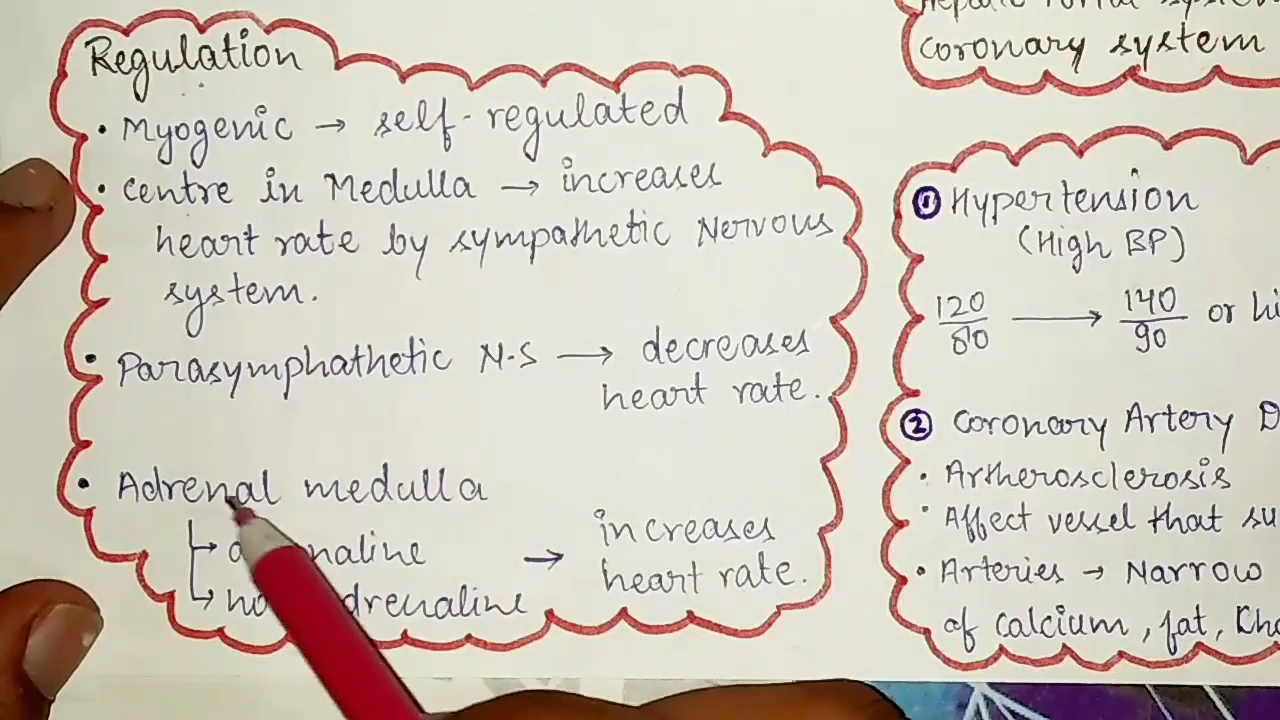 Regulation
• Myogenic → self-regulated
• Centre in Medulla → increases
heart rate by sympathetic Nervous
system.
• Parasymphathetic N.S → decreases
heart rate.
• Adrenal medulla
→ increases
heart rate.
coronary system
① Hypertension
(High BP)
120/80 → 140/90 or
② Coronary Artery
• Artherosclerosis
• Affect vessel that
• Arteries → Narrow
of calcium, fat,